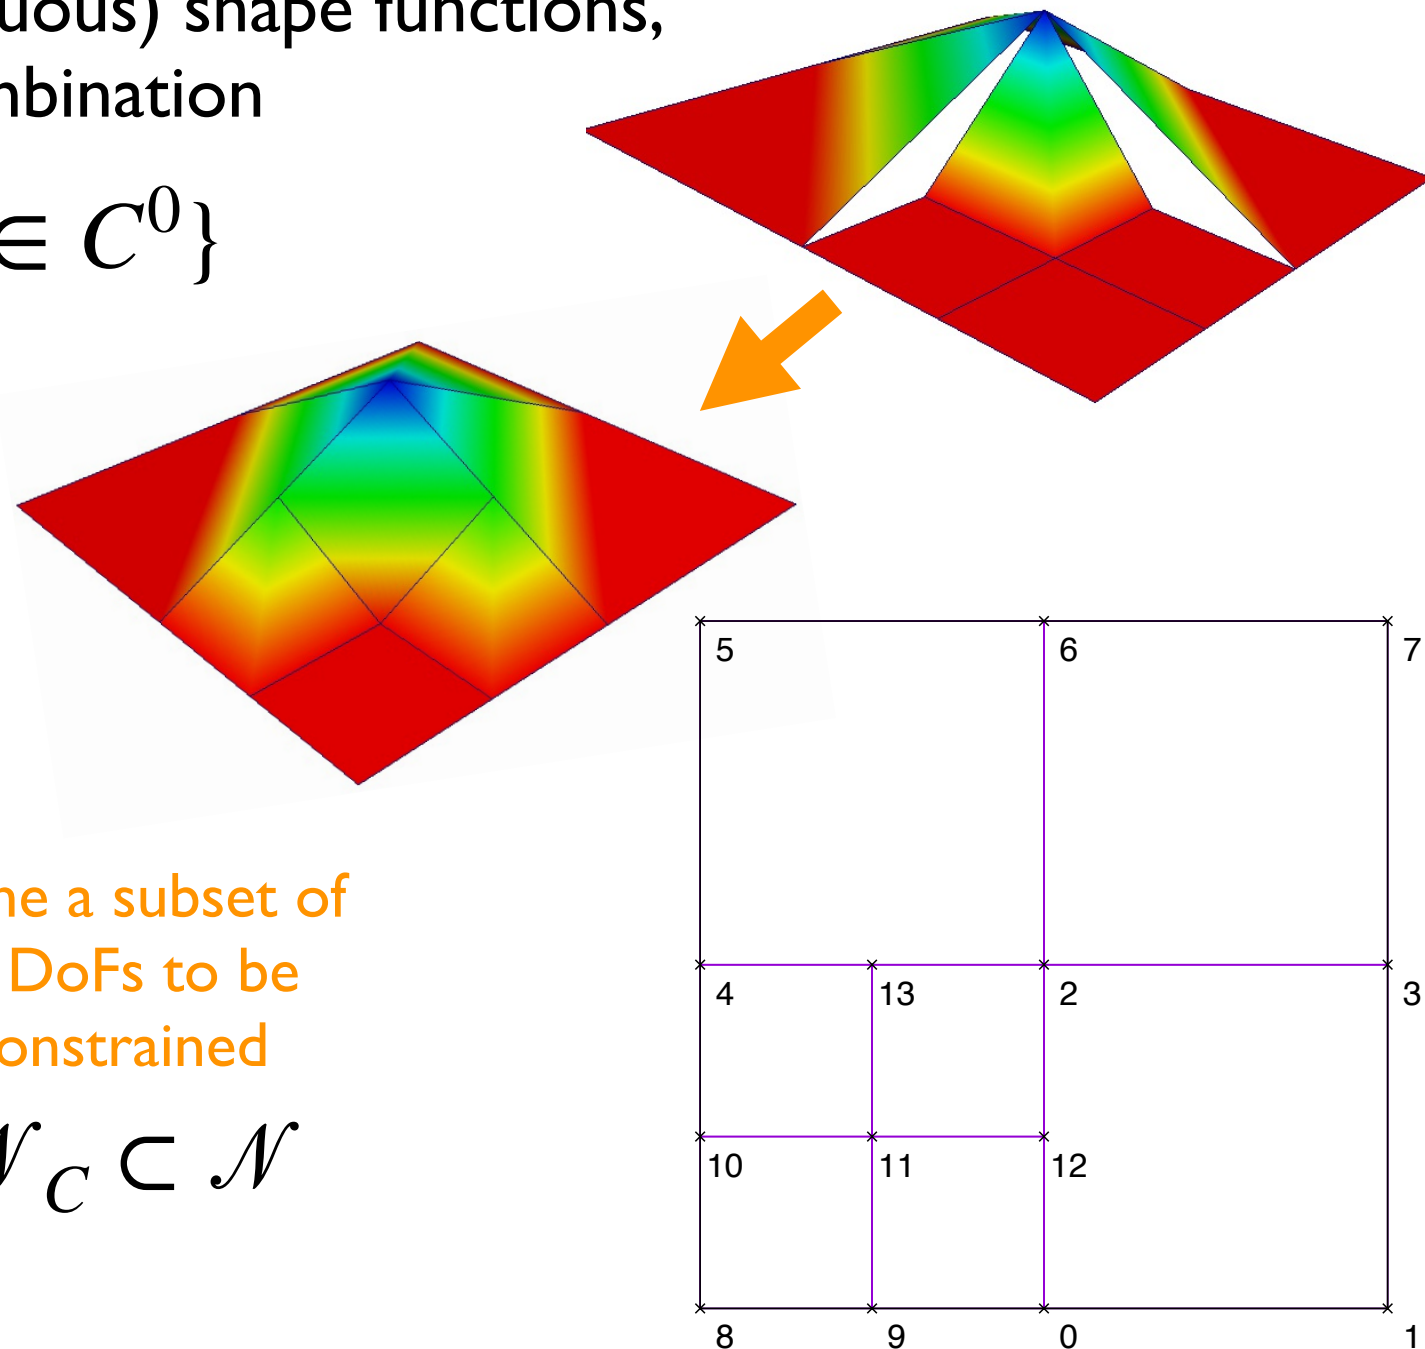 uous) shape functions,
nbination
∈ C⁰}
ne a subset of
DoFs to be
onstrained
𝒩_C ⊂ 𝒩
5 6 7
4 13 2 3
10 11 12
8 9 0 1